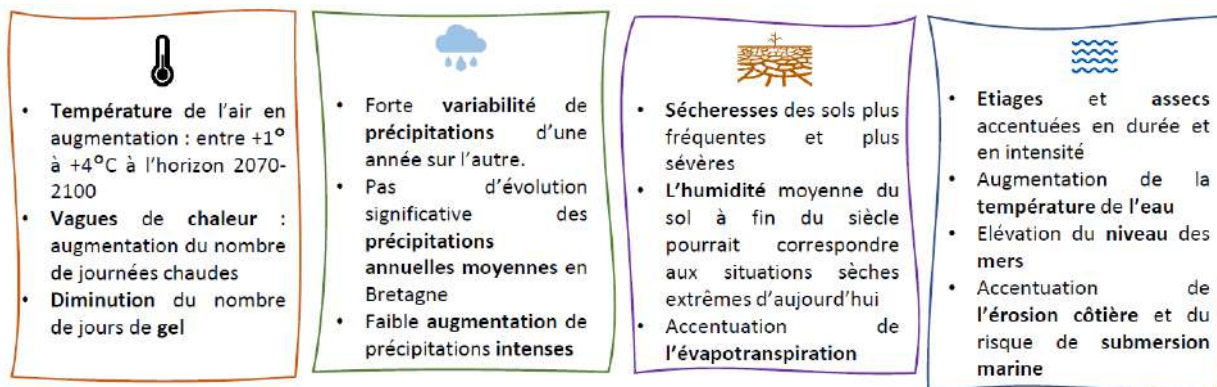 • Température de l'air en
augmentation : entre +1°
à +4°C à l'horizon 2070-
2100
• Vagues de chaleur :
augmentation du nombre
de journées chaudes
• Diminution du nombre
de jours de gel
• Forte variabilité de
précipitations d'une
année sur l'autre.
• Pas d'évolution
significative des
précipitations
annuelles moyennes en
Bretagne
• Faible augmentation de
précipitations intenses
• Sécheresses des sols plus
fréquentes et plus
sévères
• L'humidité moyenne du
sol à fin du siècle
pourrait correspondre
aux situations sèches
extrêmes d'aujourd'hui
• Accentuation de
l'évapotranspiration
• Etiages et assecs
accentuées en durée et
en intensité
• Augmentation de la
température de l'eau
• Elévation du niveau des
mers
• Accentuation de
l'érosion côtière et du
risque de submersion
marine